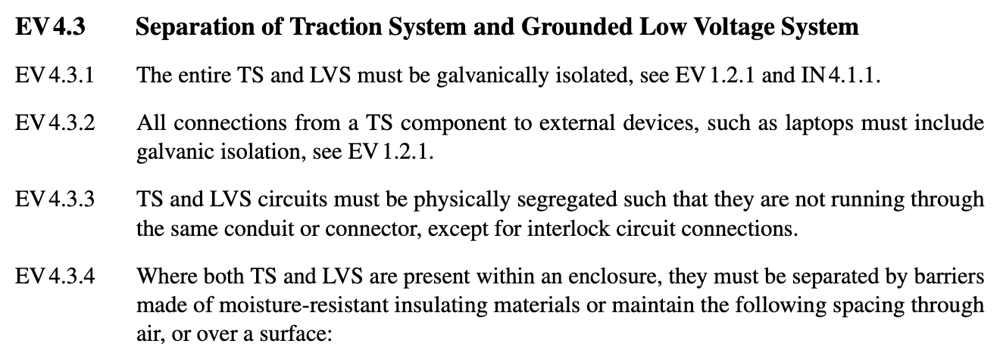 EV 4.3 Separation of Traction System and Grounded Low Voltage System
EV 4.3.1 The entire TS and LVS must be galvanically isolated, see EV 1.2.1 and IN 4.1.1.
EV 4.3.2 All connections from a TS component to external devices, such as laptops must include
galvanic isolation, see EV 1.2.1.
EV 4.3.3 TS and LVS circuits must be physically segregated such that they are not running through
the same conduit or connector, except for interlock circuit connections.
EV 4.3.4 Where both TS and LVS are present within an enclosure, they must be separated by barriers
made of moisture-resistant insulating materials or maintain the following spacing through
air, or over a surface: